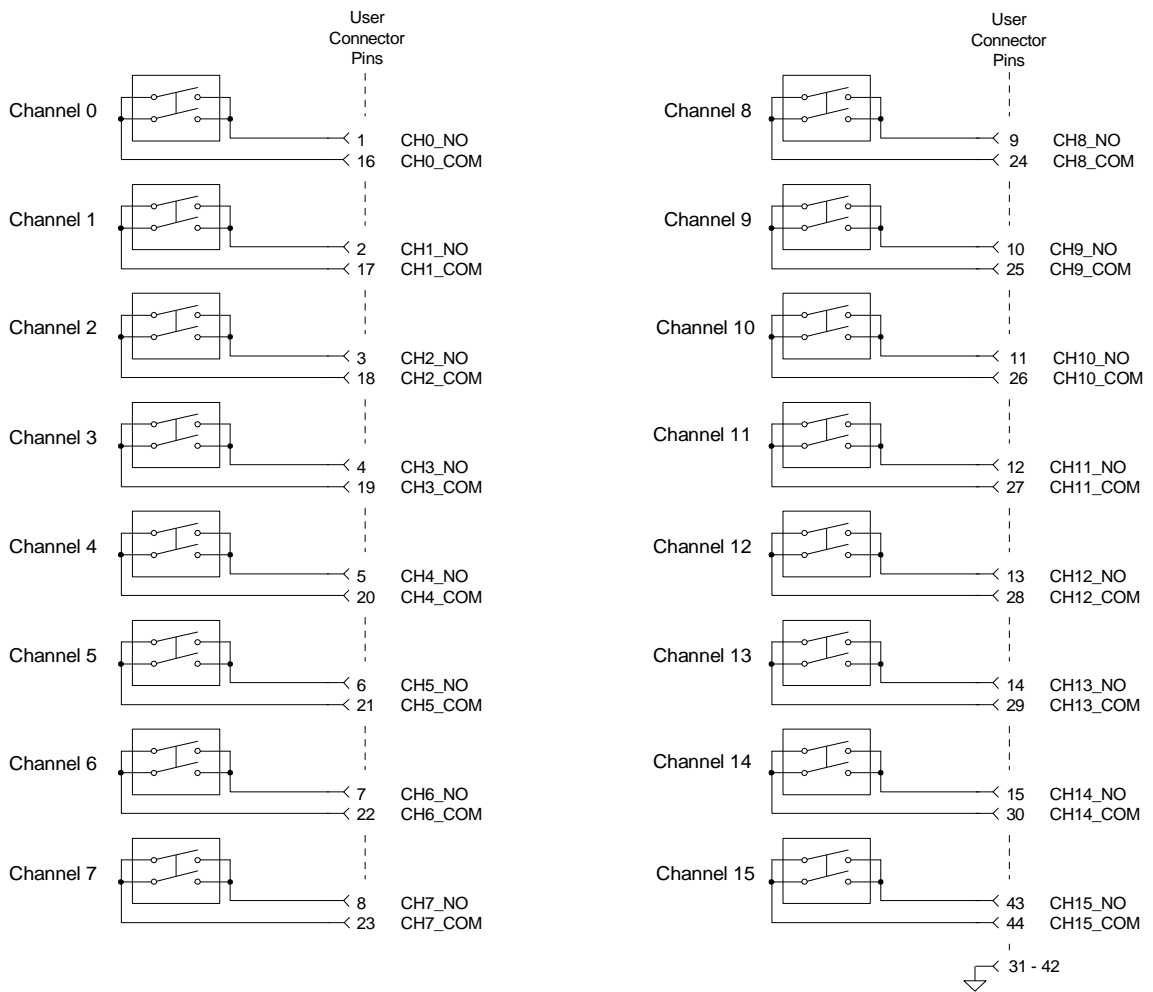 User
Connector
Pins
Channel 0
1 CH0_NO
16 CH0_COM
Channel 1
2 CH1_NO
17 CH1_COM
Channel 2
3 CH2_NO
18 CH2_COM
Channel 3
4 CH3_NO
19 CH3_COM
Channel 4
5 CH4_NO
20 CH4_COM
Channel 5
6 CH5_NO
21 CH5_COM
Channel 6
7 CH6_NO
22 CH6_COM
Channel 7
8 CH7_NO
23 CH7_COM
User
Connector
Pins
Channel 8
9 CH8_NO
24 CH8_COM
Channel 9
10 CH9_NO
25 CH9_COM
Channel 10
11 CH10_NO
26 CH10_COM
Channel 11
12 CH11_NO
27 CH11_COM
Channel 12
13 CH12_NO
28 CH12_COM
Channel 13
14 CH13_NO
29 CH13_COM
Channel 14
15 CH14_NO
30 CH14_COM
Channel 15
43 CH15_NO
44 CH15_COM
31 - 42